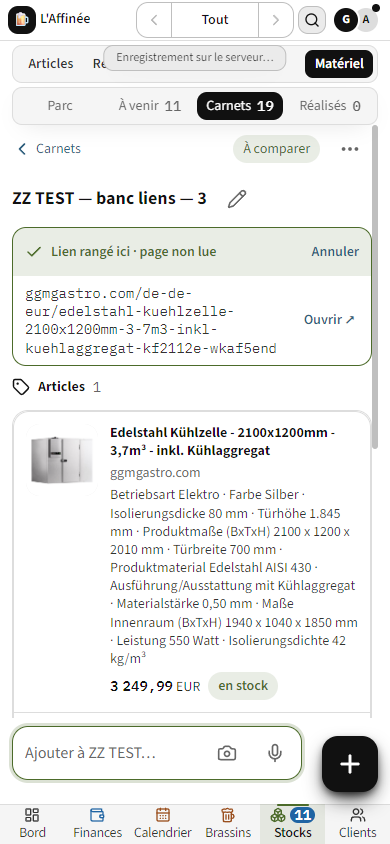 L'Affinée
Tout
G A
Enregistrement sur le serveur…
Articles
Matériel
Parc
À venir 11
Carnets 19
Réalisés 0
Carnets
À comparer
ZZ TEST — banc liens — 3
Lien rangé ici · page non lue
Annuler
ggmgastro.com/de-de-
eur/edelstahl-kuehlzelle-
2100x1200mm-3-7m3-inkl-
kuehlaggregat-kf2112e-wkaf5end
Ouvrir ↗
Articles 1
Edelstahl Kühlzelle - 2100x1200mm -
3,7m³ - inkl. Kühlaggregat
ggmgastro.com
Betriebsart Elektro · Farbe Silber ·
Isolierungsdicke 80 mm · Türhöhe 1.845
mm · Produktmaße (BxTxH) 2100 x 1200 x
2010 mm · Türbreite 700 mm ·
Produktmaterial Edelstahl AISI 430 ·
Ausführung/Ausstattung mit Kühlaggregat
· Materialstärke 0,50 mm · Maße
Innenraum (BxTxH) 1940 x 1040 x 1850 mm
· Leistung 550 Watt · Isolierungsdichte 42
kg/m³
3 249,99 EUR
en stock
Ajouter à ZZ TEST…
Bord
Finances
Calendrier
Brassins
11
Stocks
Clients